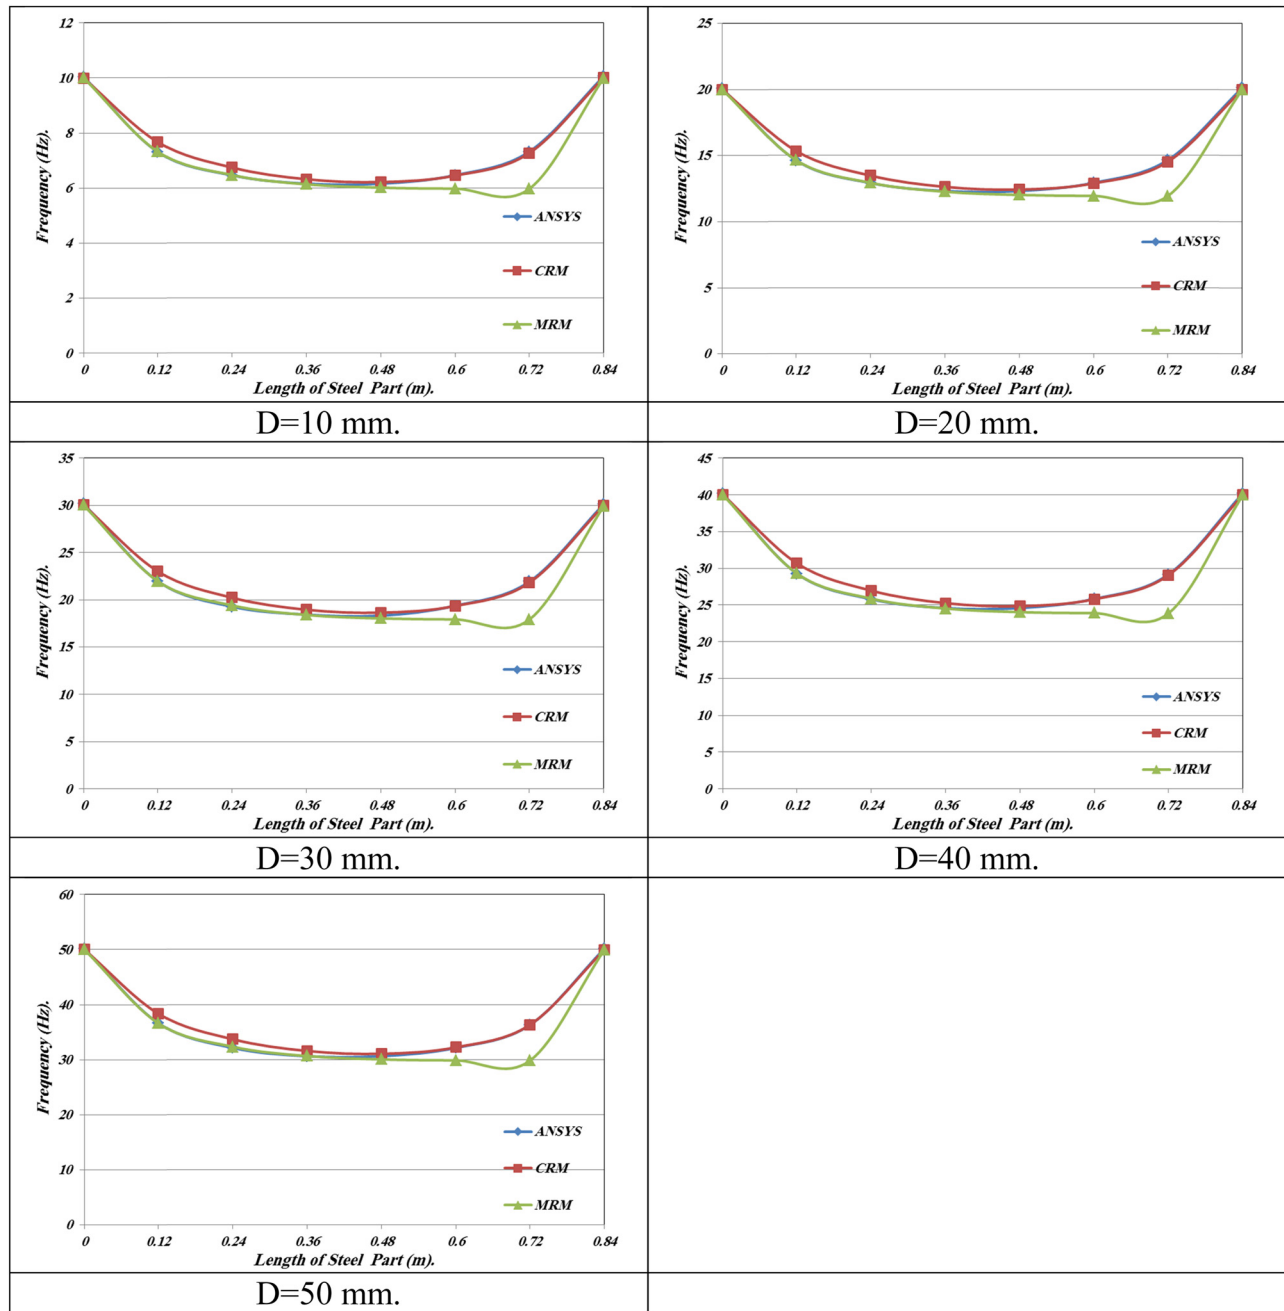 12
10
8
6
4
2
0
Frequency (Hz).
ANSYS
CRM
MRM
0 0.12 0.24 0.36 0.48 0.6 0.72 0.84
Length of Steel Part (m).
D=10 mm.
25
20
15
10
5
0
Frequency (Hz).
ANSYS
CRM
MRM
0 0.12 0.24 0.36 0.48 0.6 0.72 0.84
Length of Steel Part (m).
D=20 mm.
35
30
25
20
15
10
5
0
Frequency (Hz).
ANSYS
CRM
MRM
0 0.12 0.24 0.36 0.48 0.6 0.72 0.84
Length of Steel Part (m).
D=30 mm.
45
40
35
30
25
20
15
10
5
0
Frequency (Hz).
ANSYS
CRM
MRM
0 0.12 0.24 0.36 0.48 0.6 0.72 0.84
Length of Steel Part (m).
D=40 mm.
60
50
40
30
20
10
0
Frequency (Hz).
ANSYS
CRM
MRM
0 0.12 0.24 0.36 0.48 0.6 0.72 0.84
Length of Steel Part (m).
D=50 mm.